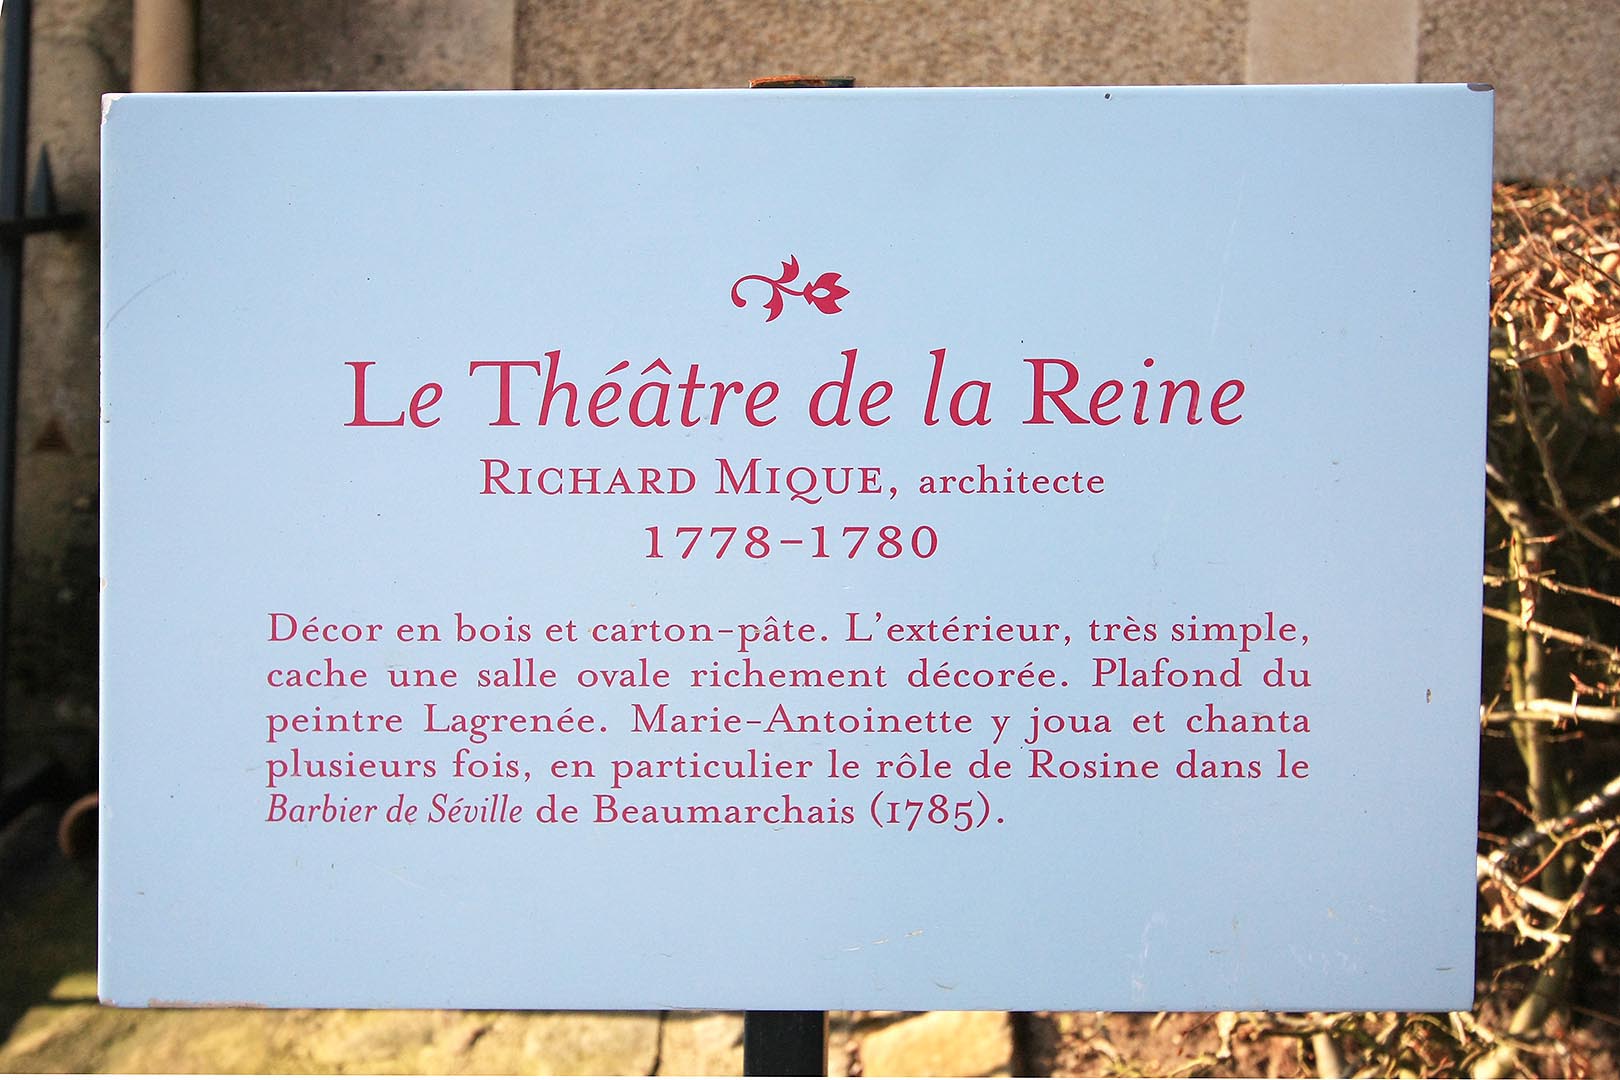 Le Théâtre de la Reine
RICHARD MIQUE, architecte
1778-1780
Décor en bois et carton-pâte. L'extérieur, très simple,
cache une salle ovale richement décorée. Plafond du
peintre Lagrenée. Marie-Antoinette y joua et chanta
plusieurs fois, en particulier le rôle de Rosine dans le
Barbier de Séville de Beaumarchais (1785).